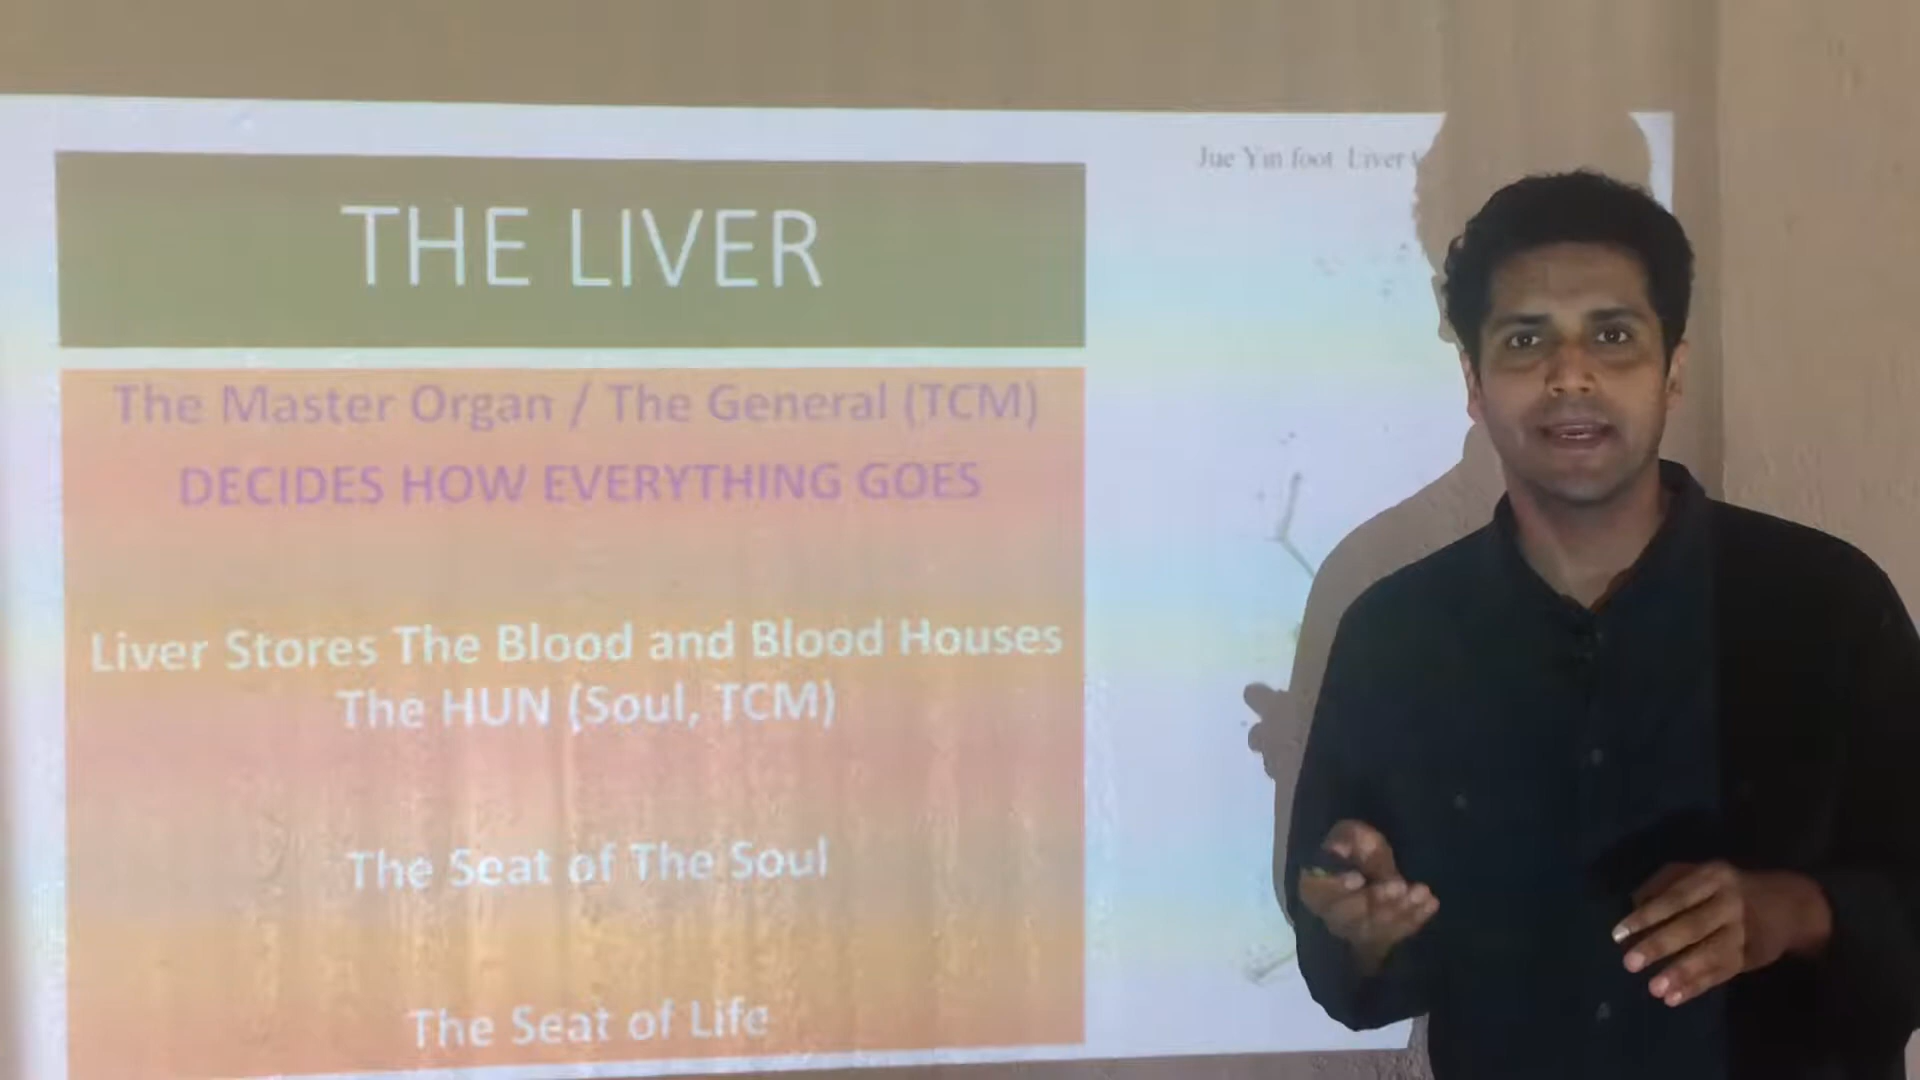 THE LIVER
The Master Organ / The General (TCM)
DECIDES HOW EVERYTHING GOES
Liver Stores The Blood and Blood Houses
The HUN (Soul, TCM)
The Seat of The Soul
The Seat of Life
Jue Yin foot Liver